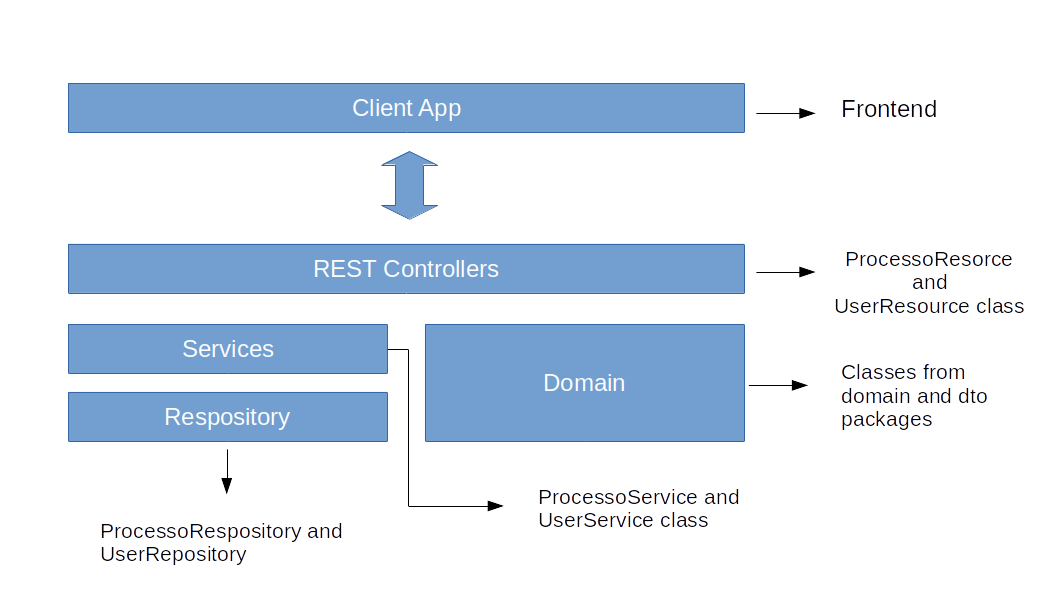 Client App
Frontend
REST Controllers
ProcessoResorce
and
UserResource class
Services
Domain
Classes from
domain and dto
packages
Respository
ProcessoService and
UserService class
ProcessoRespository and
UserRepository